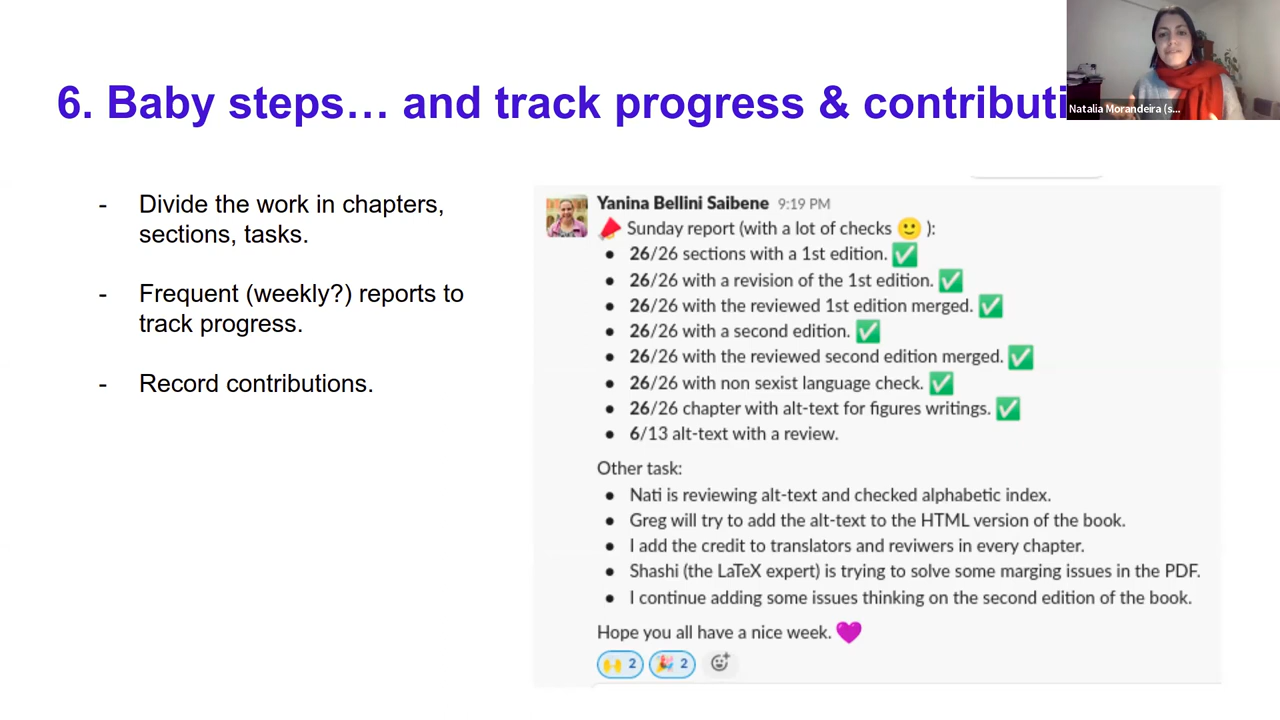 6. Baby steps… and track progress & contributi
Natalia Morandeira (s...
- Divide the work in chapters,
sections, tasks.
- Frequent (weekly?) reports to
track progress.
- Record contributions.
Yanina Bellini Saibene 9:19 PM
📣 Sunday report (with a lot of checks 🙂 ):
● 26/26 sections with a 1st edition. ✅
● 26/26 with a revision of the 1st edition. ✅
● 26/26 with the reviewed 1st edition merged. ✅
● 26/26 with a second edition. ✅
● 26/26 with the reviewed second edition merged. ✅
● 26/26 with non sexist language check. ✅
● 26/26 chapter with alt-text for figures writings. ✅
● 6/13 alt-text with a review.
Other task:
● Nati is reviewing alt-text and checked alphabetic index.
● Greg will try to add the alt-text to the HTML version of the book.
● I add the credit to translators and reviwers in every chapter.
● Shashi (the LaTeX expert) is trying to solve some marging issues in the PDF.
● I continue adding some issues thinking on the second edition of the book.
Hope you all have a nice week. 💜
🙌 2 🎉 2